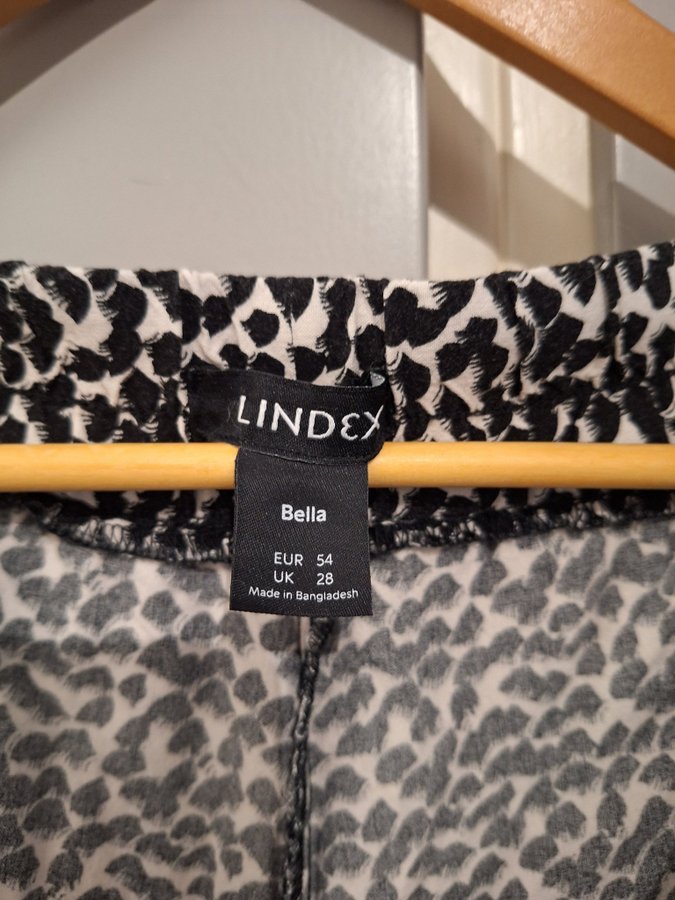 LINDEX
Bella
EUR 54
UK 28
Made in Bangladesh